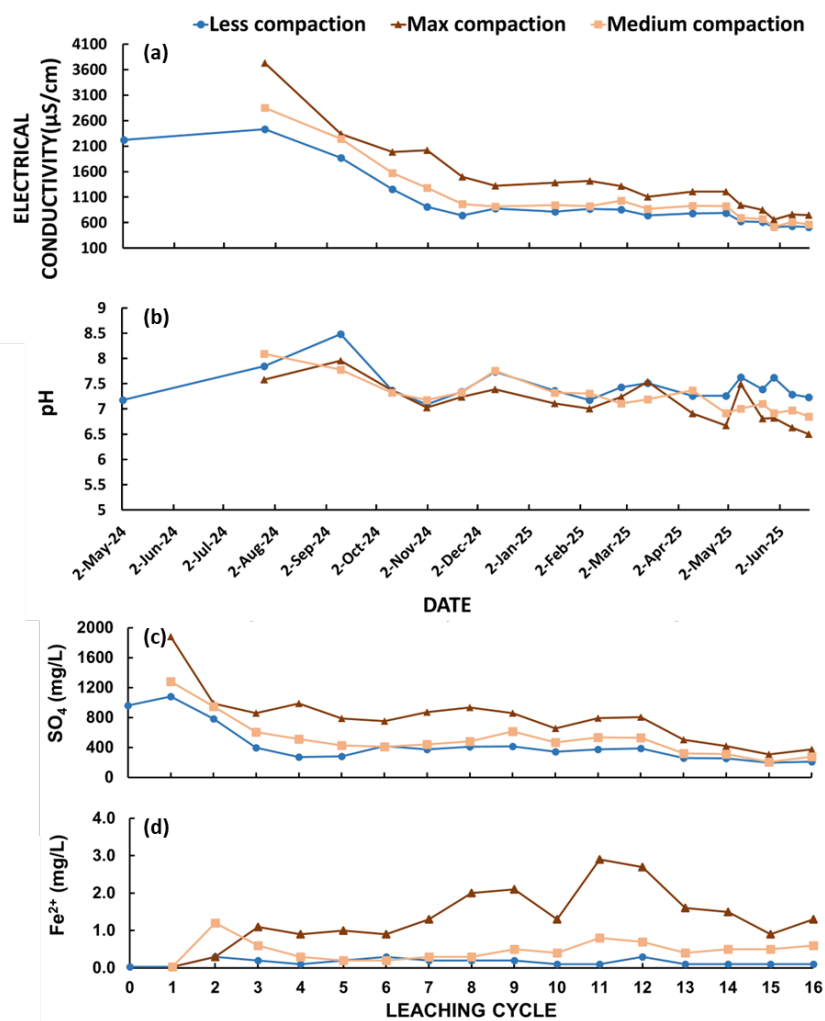 Less compaction Max compaction Medium compaction
(a)
ELECTRICAL
CONDUCTIVITY(µS/cm)
4100
3600
3100
2600
2100
1600
1100
600
100
(b)
pH
9
8.5
8
7.5
7
6.5
6
5.5
5
2-May-24 2-Jun-24 2-Jul-24 2-Aug-24 2-Sep-24 2-Oct-24 2-Nov-24 2-Dec-24 2-Jan-25 2-Feb-25 2-Mar-25 2-Apr-25 2-May-25 2-Jun-25
DATE
(c)
SO₄ (mg/L)
2000
1600
1200
800
400
0
(d)
Fe²⁺ (mg/L)
4.0
3.0
2.0
1.0
0.0
0 1 2 3 4 5 6 7 8 9 10 11 12 13 14 15 16
LEACHING CYCLE